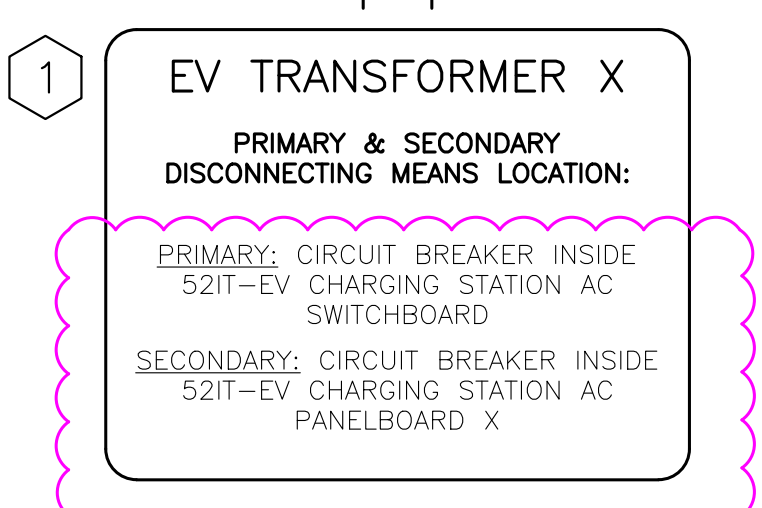 1
EV TRANSFORMER X
PRIMARY & SECONDARY
DISCONNECTING MEANS LOCATION:
PRIMARY: CIRCUIT BREAKER INSIDE
52IT-EV CHARGING STATION AC
SWITCHBOARD
SECONDARY: CIRCUIT BREAKER INSIDE
52IT-EV CHARGING STATION AC
PANELBOARD X